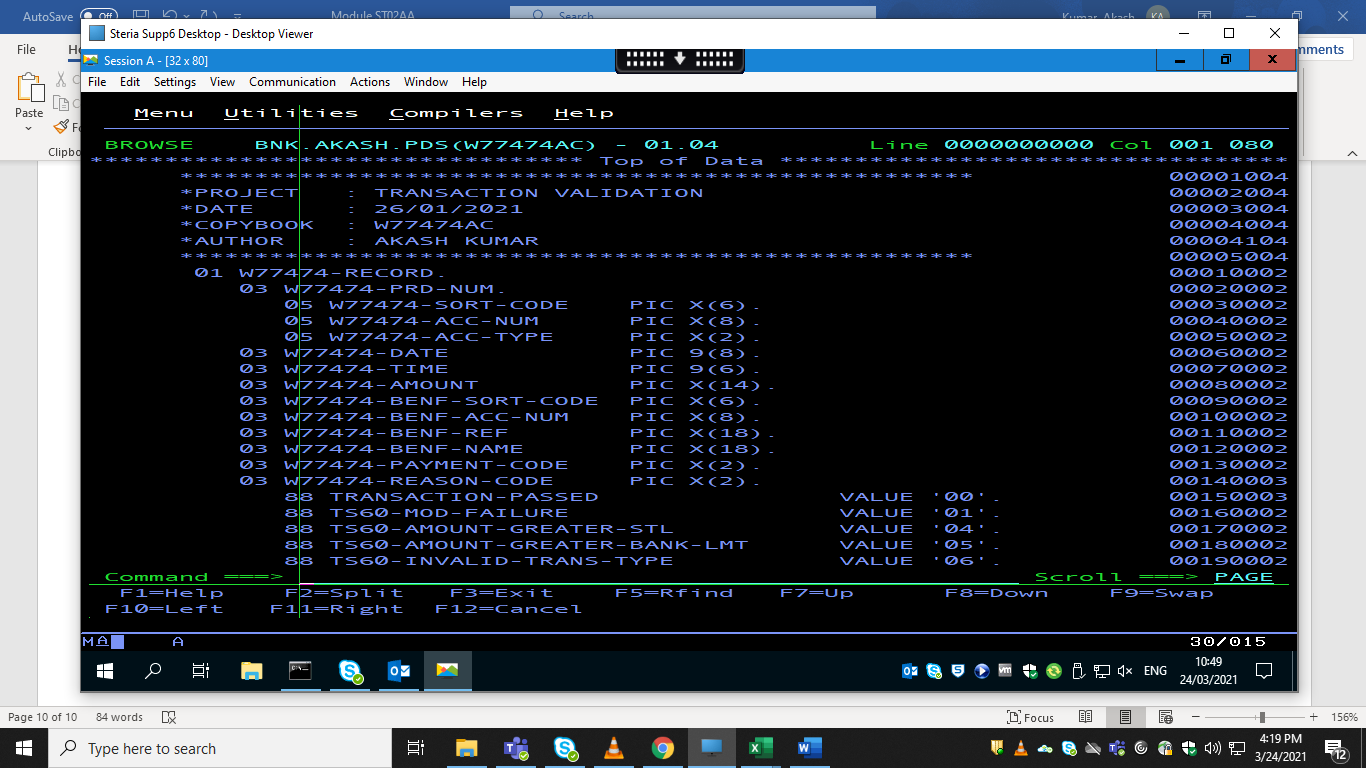 AutoSave Off Module ST02AA Search Kumar, Akash KA
Steria Supp6 Desktop - Desktop Viewer
File
Session A - [32 x 80]
File Edit Settings View Communication Actions Window Help
Paste
Menu Utilities Compilers Help
BROWSE BNK.AKASH.PDS(W77474AC) - 01.04 Line 0000000000 Col 001 080
********************************* Top of Data **********************************
***************************************************** 00001004
*PROJECT : TRANSACTION VALIDATION 00002004
*DATE : 26/01/2021 00003004
*COPYBOOK : W77474AC 00004004
*AUTHOR : AKASH KUMAR 00004104
***************************************************** 00005004
01 W77474-RECORD. 00010002
03 W77474-PRD-NUM. 00020002
05 W77474-SORT-CODE PIC X(6). 00030002
05 W77474-ACC-NUM PIC X(8). 00040002
05 W77474-ACC-TYPE PIC X(2). 00050002
03 W77474-DATE PIC 9(8). 00060002
03 W77474-TIME PIC 9(6). 00070002
03 W77474-AMOUNT PIC X(14). 00080002
03 W77474-BENF-SORT-CODE PIC X(6). 00090002
03 W77474-BENF-ACC-NUM PIC X(8). 00100002
03 W77474-BENF-REF PIC X(18). 00110002
03 W77474-BENF-NAME PIC X(18). 00120002
03 W77474-PAYMENT-CODE PIC X(2). 00130002
03 W77474-REASON-CODE PIC X(2). 00140003
88 TRANSACTION-PASSED VALUE '00'. 00150003
88 TS60-MOD-FAILURE VALUE '01'. 00160002
88 TS60-AMOUNT-GREATER-STL VALUE '04'. 00170002
88 TS60-AMOUNT-GREATER-BANK-LMT VALUE '05'. 00180002
88 TS60-INVALID-TRANS-TYPE VALUE '06'. 00190002
Command ===> Scroll ===> PAGE
F1=Help F2=Split F3=Exit F5=Rfind F7=Up F8=Down F9=Swap
F10=Left F11=Right F12=Cancel
MA A 30/015
ENG 10:49
24/03/2021
Page 10 of 10 84 words Focus 156%
Type here to search 4:19 PM
3/24/2021 12